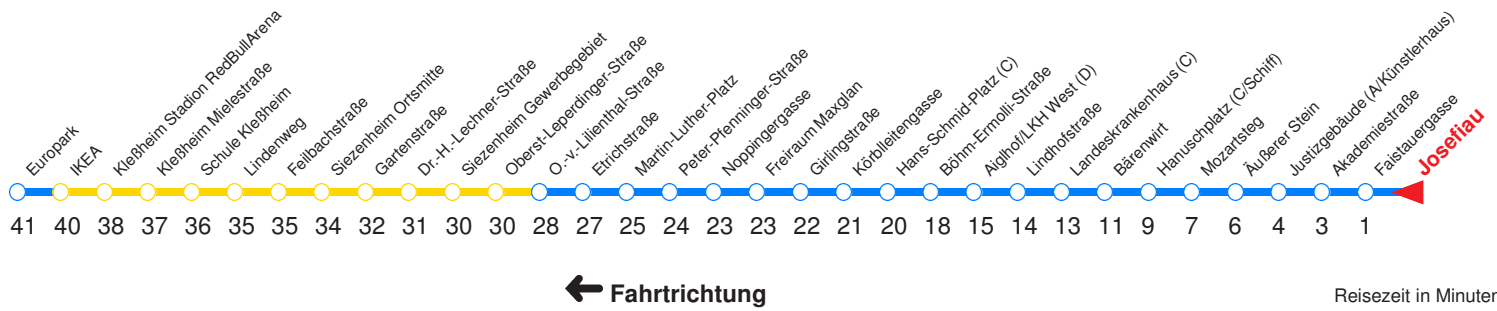 Europark
IKEA
Kleßheim Stadion RedBullArena
Kleßheim Mielestraße
Schule Kleßheim
Lindenweg
Feilbachstraße
Siezenheim Ortsmitte
Gartenstraße
Dr.-H.-Lechner-Straße
Siezenheim Gewerbegebiet
Oberst-Leperdinger-Straße
O.-v.-Lilienthal-Straße
Etrichstraße
Martin-Luther-Platz
Peter-Pfenninger-Straße
Noppingergasse
Freiraum Maxglan
Girlingstraße
Körblleitengasse
Hans-Schmid-Platz (C)
Böhm-Ermolli-Straße
Aiglhof/LKH West (D)
Lindhofstraße
Landeskrankenhaus (C)
Bärenwirt
Hanuschplatz (C/Schiff)
Mozartsteg
Äußerer Stein
Justizgebäude (A/Künstlerhaus)
Akademiestraße
Faistauergasse
Josefiau
41 40 38 37 36 35 35 34 32 31 30 30 28 27 25 24 23 23 22 21 20 18 15 14 13 11 9 7 6 4 3 1
Fahrtrichtung
Reisezeit in Minuten